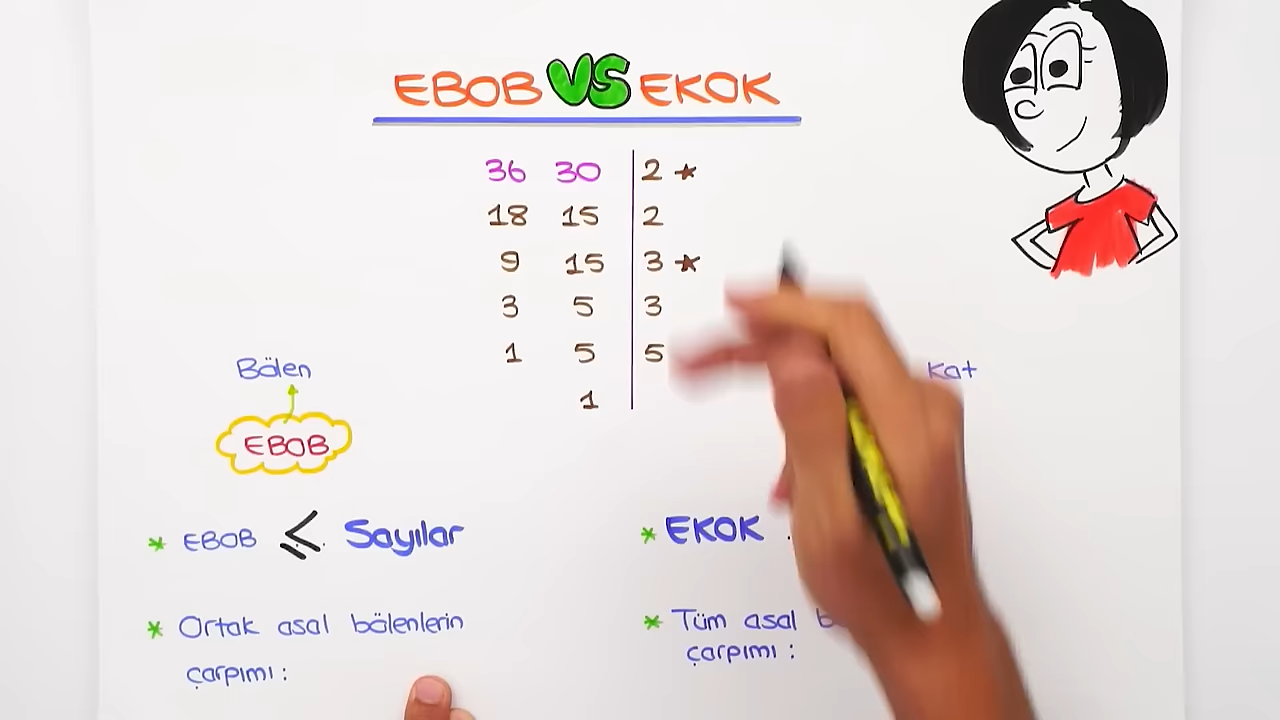 EBOB VS EKOK
36 30 2 ★
18 15 2
9 15 3 ★
3 5 3
1 5 5
1
Bölen
Kat
EBOB
* EBOB ≤ Sayılar
* EKOK
* Ortak asal bölenlerin
çarpımı :
* Tüm asal
çarpımı :